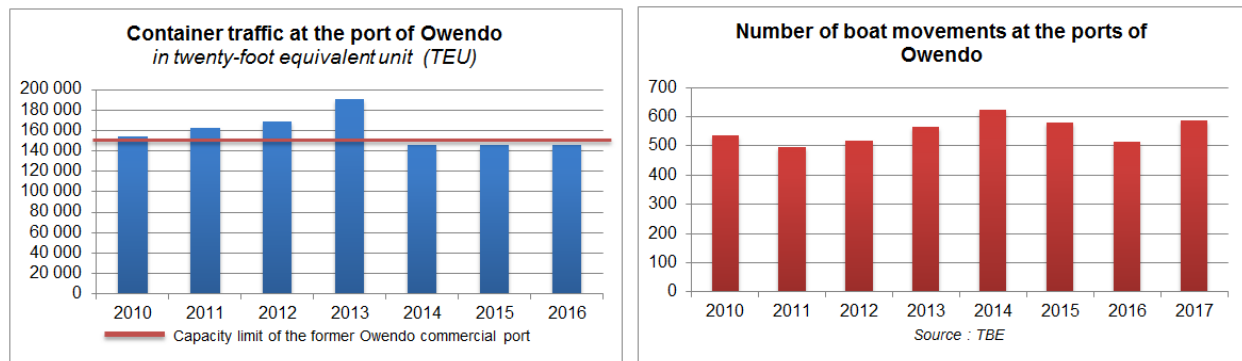 Container traffic at the port of Owendo
in twenty-foot equivalent unit (TEU)
200 000
180 000
160 000
140 000
120 000
100 000
80 000
60 000
40 000
20 000
0
2010 2011 2012 2013 2014 2015 2016
Capacity limit of the former Owendo commercial port
Number of boat movements at the ports of
Owendo
700
600
500
400
300
200
100
0
2010 2011 2012 2013 2014 2015 2016 2017
Source : TBE